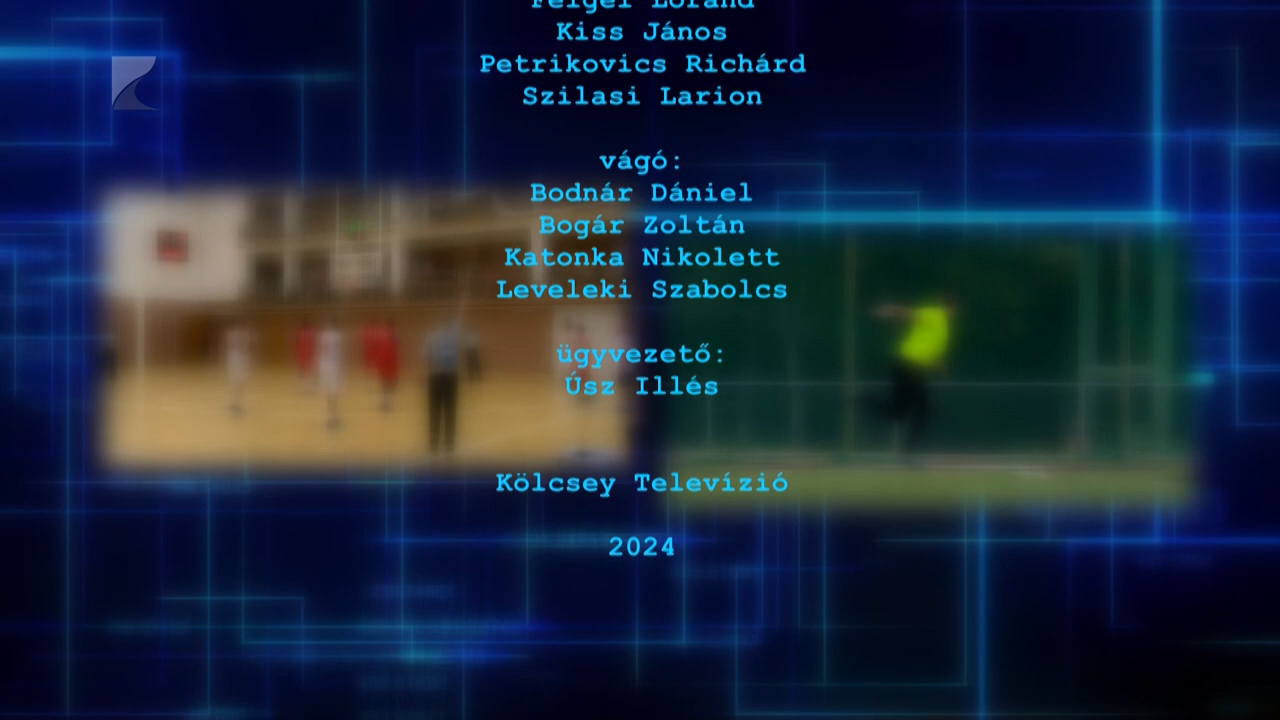 Kiss János
Petrikovics Richárd
Szilasi Larion
vágó:
Bodnár Dániel
Bogár Zoltán
Katonka Nikolett
Leveleki Szabolcs
ügyvezető:
Úsz Illés
Kölcsey Televízió
2024